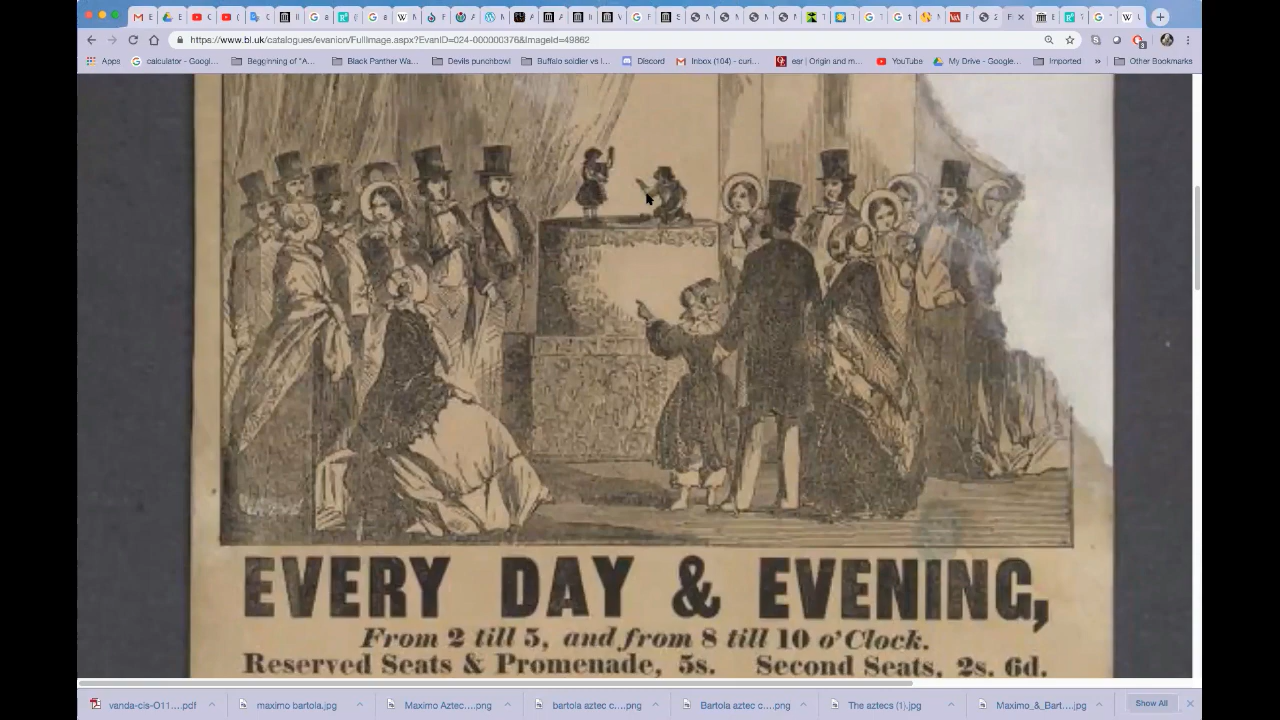 https://www.bl.uk/catalogues/evanion/FullImage.aspx?EvanID=024-000000376&ImageId=49862
Apps
calculator - Googl...
Beggining of "A...
Black Panther Wa...
Devils punchbowl
Buffalo soldier vs I...
Discord
Inbox (104) - curi...
ear | Origin and m...
YouTube
My Drive - Google...
Imported
Other Bookmarks
EVERY DAY & EVENING,
From 2 till 5, and from 8 till 10 o'Clock.
Reserved Seats & Promenade, 5s. Second Seats, 2s. 6d.
vanda-cis-O11....pdf
maximo bartola.jpg
Maximo Aztec....png
bartola aztec c....png
Bartola aztec c....png
The aztecs (1).jpg
Maximo_&_Bart....jpg
Show All